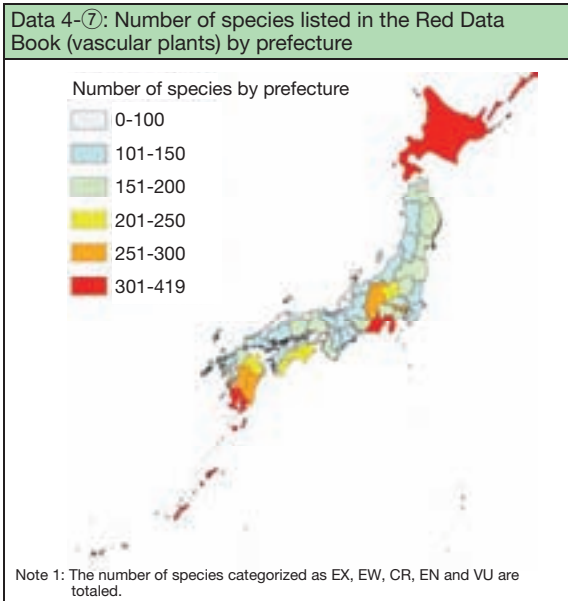 Data 4-⑦: Number of species listed in the Red Data
Book (vascular plants) by prefecture
Number of species by prefecture
0-100
101-150
151-200
201-250
251-300
301-419
Note 1: The number of species categorized as EX, EW, CR, EN and VU are
totaled.